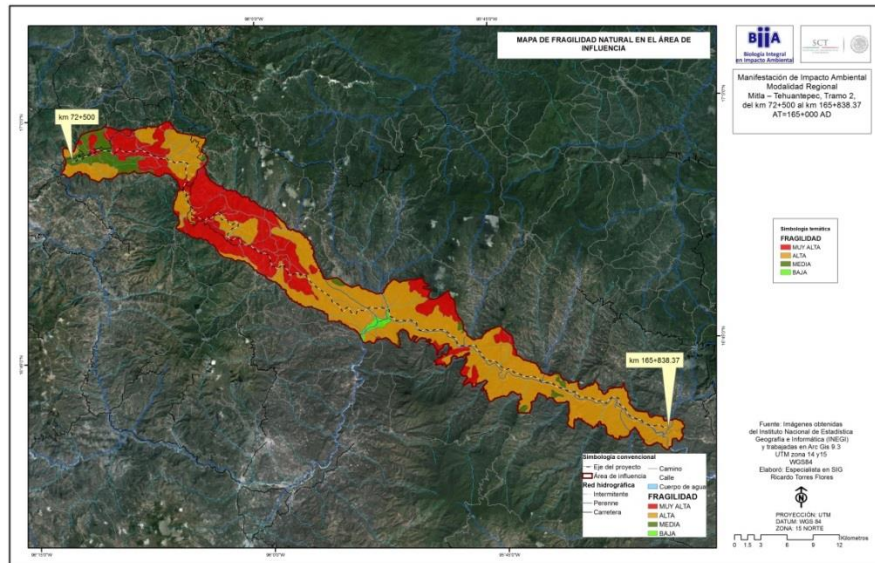 MAPA DE FRAGILIDAD NATURAL EN EL ÁREA DE
INFLUENCIA
km 72+500
km 165+838.37
BiiA
Biología Integral
en Impacto Ambiental
SCT
Manifestación de Impacto Ambiental
Modalidad Regional
Mitla – Tehuantepec, Tramo 2,
del km 72+500 al km 165+838.37
AT=165+000 AD
Simbología temática
FRAGILIDAD
MUY ALTA
ALTA
MEDIA
BAJA
Simbología convencional
Eje del proyecto
Área de influencia
Red hidrográfica
Intermitente
Perenne
Carretera
Camino
Calle
Cuerpo de agua
FRAGILIDAD
MUY ALTA
ALTA
MEDIA
BAJA
Fuente: Imágenes obtenidas
del Instituto Nacional de Estadística
Geografía e Informática (INEGI)
y trabajadas en Arc Gis 9.3
UTM zona 14 y15
WGS84
Elaboró: Especialista en SIG
Ricardo Torres Flores
N
PROYECCIÓN: UTM
DATUM: WGS 84
ZONA: 15 NORTE
Kilometros
0 1.5 3 6 9 12